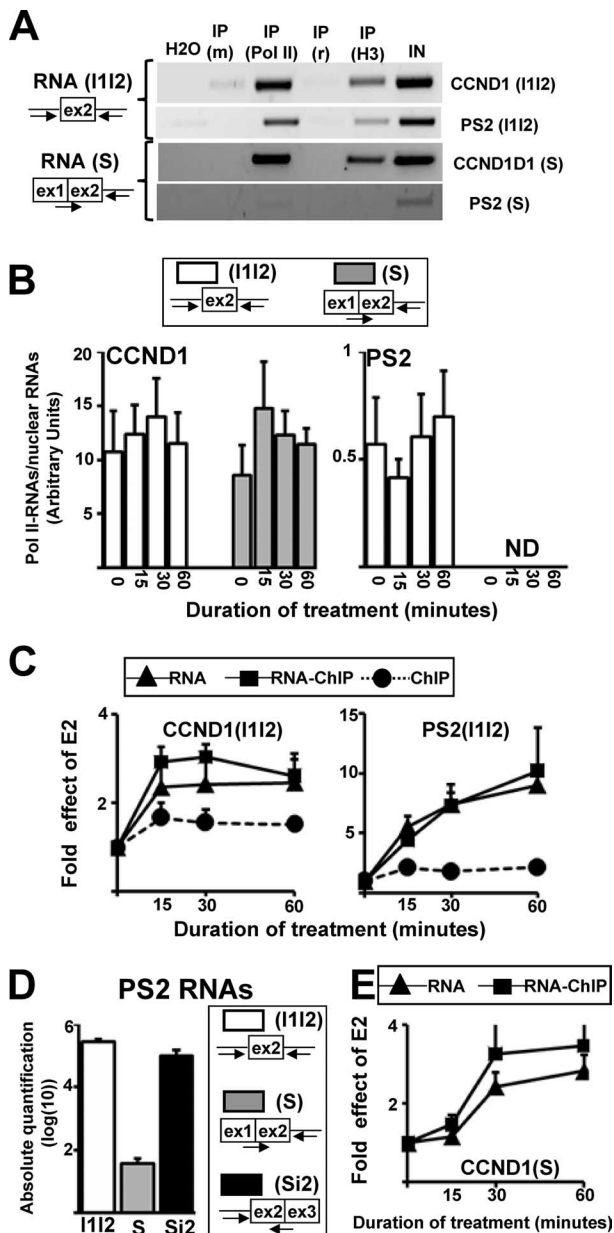 A
H2O
IP (m)
IP (Pol II)
IP (r)
IP (H3)
IN
RNA (I1I2)
ex2
CCND1 (I1I2)
PS2 (I1I2)
RNA (S)
ex1 ex2
CCND1D1 (S)
PS2 (S)
B
(I1I2)
ex2
(S)
ex1 ex2
Pol II-RNAs/nuclear RNAs
(Arbitrary Units)
CCND1
20
15
10
5
0 15 30 60
0 15 30 60
PS2
1
0.5
0 15 30 60
ND
0 15 30 60
Duration of treatment (minutes)
C
RNA
RNA-ChIP
ChIP
Fold effect of E2
CCND1(I1I2)
4
2
15 30 60
PS2(I1I2)
15
10
5
15 30 60
Duration of treatment (minutes)
D
PS2 RNAs
Absolute quantification
(log(10))
6
2
I1I2 S Si2
(I1I2)
ex2
(S)
ex1 ex2
(Si2)
ex2 ex3
E
RNA
RNA-ChIP
Fold effect of E2
4
2
CCND1(S)
15 30 60
Duration of treatment (minutes)